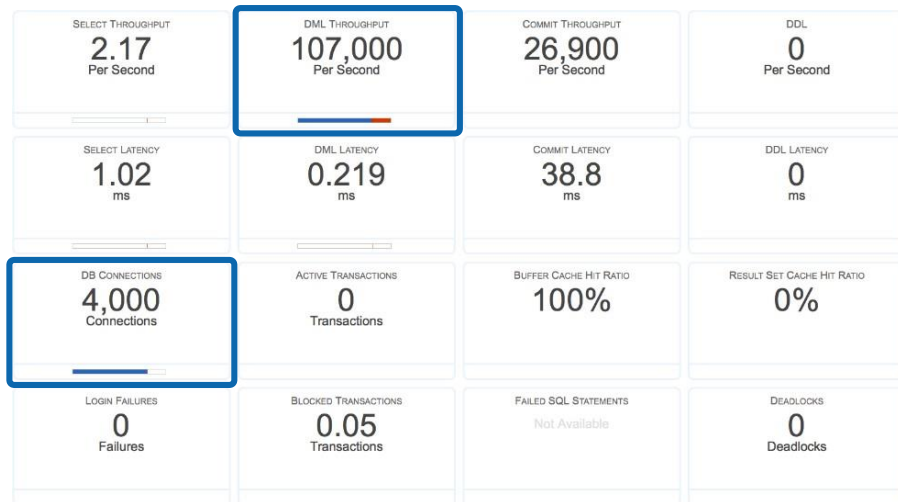 SELECT THROUGHPUT
2.17
Per Second
DML THROUGHPUT
107,000
Per Second
COMMIT THROUGHPUT
26,900
Per Second
DDL
0
Per Second
SELECT LATENCY
1.02
ms
DML LATENCY
0.219
ms
COMMIT LATENCY
38.8
ms
DDL LATENCY
0
ms
DB CONNECTIONS
4,000
Connections
ACTIVE TRANSACTIONS
0
Transactions
BUFFER CACHE HIT RATIO
100%
RESULT SET CACHE HIT RATIO
0%
LOGIN FAILURES
0
Failures
BLOCKED TRANSACTIONS
0.05
Transactions
FAILED SQL STATEMENTS
Not Available
DEADLOCKS
0
Deadlocks